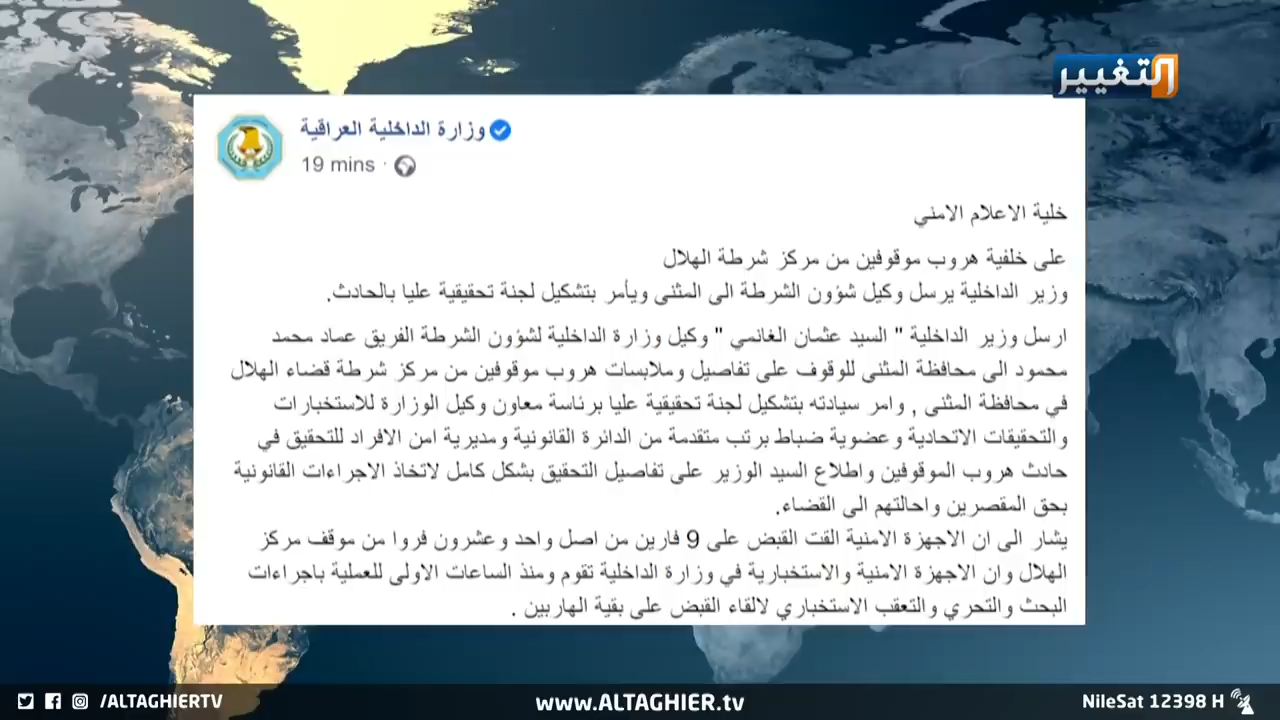 التغيير
وزارة الداخلية العراقية
19 mins ·
خلية الاعلام الامني
على خلفية هروب موقوفين من مركز شرطة الهلال
وزير الداخلية يرسل وكيل شؤون الشرطة الى المثنى ويأمر بتشكيل لجنة تحقيقية عليا بالحادث.
ارسل وزير الداخلية " السيد عثمان الغانمي " وكيل وزارة الداخلية لشؤون الشرطة الفريق عماد محمد
محمود الى محافظة المثنى للوقوف على تفاصيل وملابسات هروب موقوفين من مركز شرطة قضاء الهلال
في محافظة المثنى , وامر سيادته بتشكيل لجنة تحقيقية عليا برئاسة معاون وكيل الوزارة للاستخبارات
والتحقيقات الاتحادية وعضوية ضباط برتب متقدمة من الدائرة القانونية ومديرية امن الافراد للتحقيق في
حادث هروب الموقوفين واطلاع السيد الوزير على تفاصيل التحقيق بشكل كامل لاتخاذ الاجراءات القانونية
بحق المقصرين واحالتهم الى القضاء.
يشار الى ان الاجهزة الامنية القت القبض على 9 فارين من اصل واحد وعشرون فروا من موقف مركز
الهلال وان الاجهزة الامنية والاستخبارية في وزارة الداخلية تقوم ومنذ الساعات الاولى للعملية باجراءات
البحث والتحري والتعقب الاستخباري لالقاء القبض على بقية الهاربين .
/ALTAGHIERTV
www.ALTAGHIER.tv
NileSat 12398 H